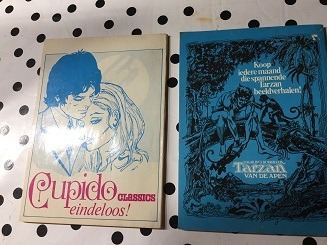 Cupido
CLASSICS
eindeloos!
Koop
iedere maand
die spannende
tarzan
beeldverhalen!
Tarzan
VAN DE APEN